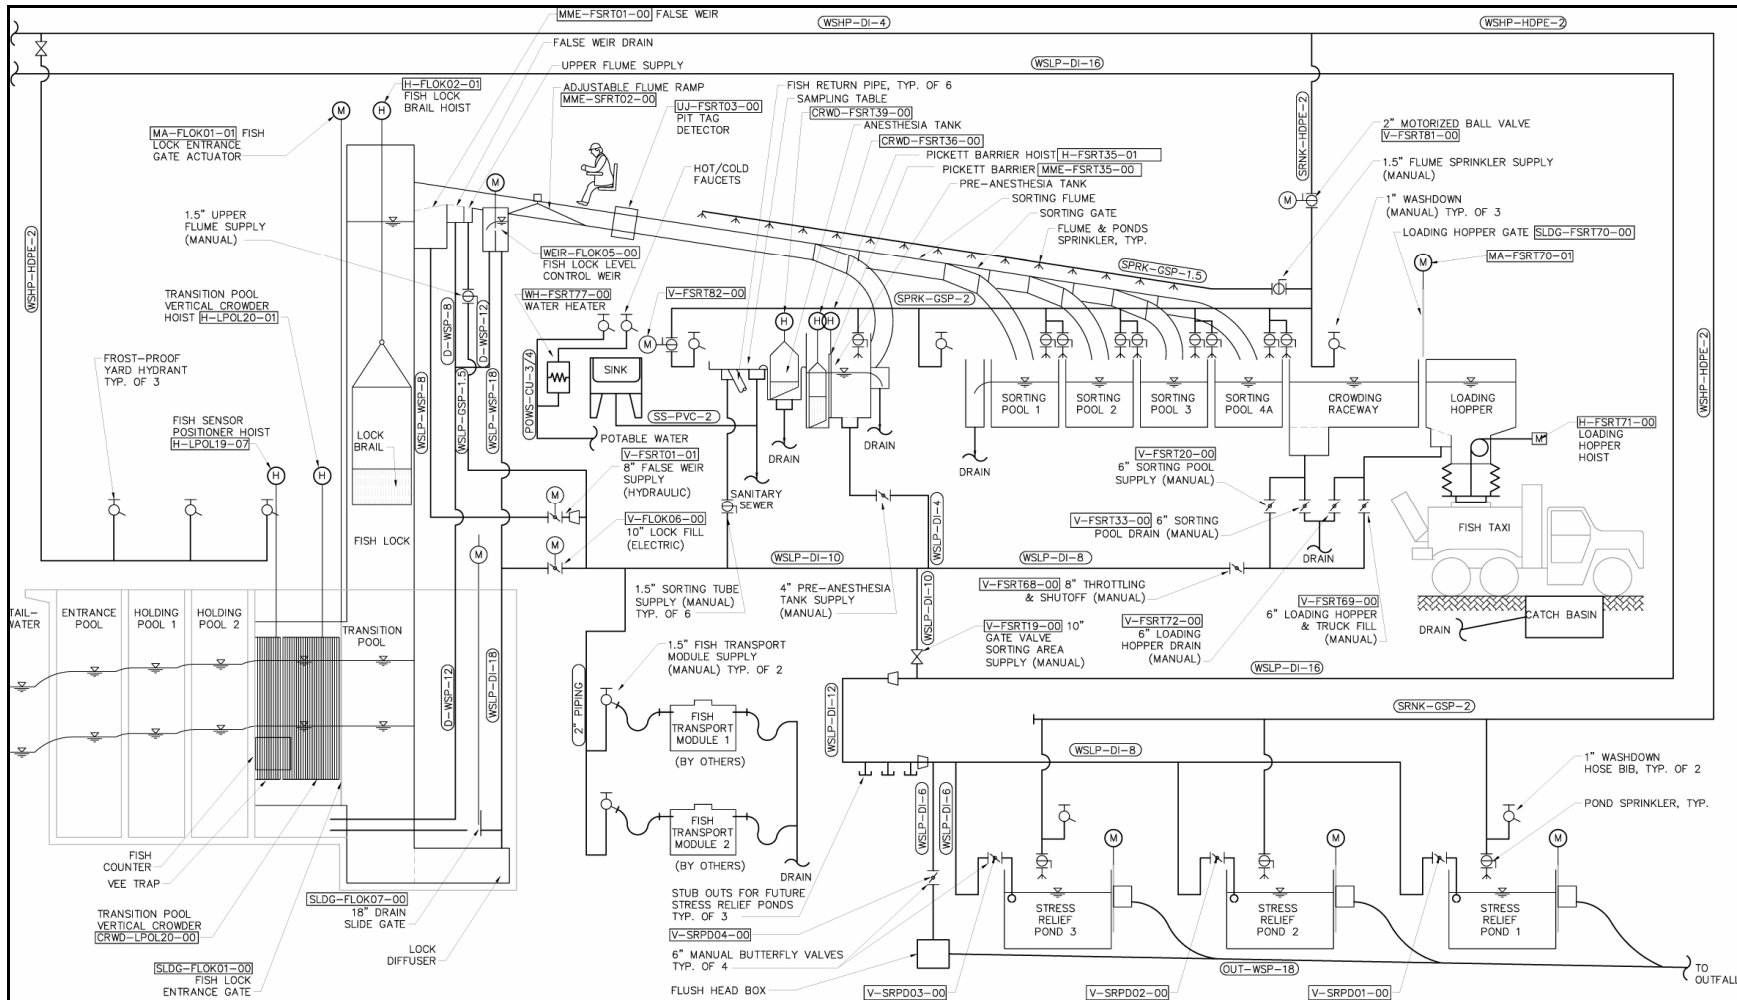 MME-FSRT01-00 FALSE WEIR
WSHP-DI-4
WSHP-HDPE-2
FALSE WEIR DRAIN
UPPER FLUME SUPPLY
WSLP-DI-16
H-FLOK02-01
FISH LOCK
BRAIL HOIST
ADJUSTABLE FLUME RAMP
MME-SFRT02-00
UJ-FSRT03-00
PIT TAG
DETECTOR
FISH RETURN PIPE, TYP. OF 6
SAMPLING TABLE
CRWD-FSRT39-00
ANESTHESIA TANK
CRWD-FSRT36-00
PICKETT BARRIER HOIST H-FSRT35-01
PICKETT BARRIER MME-FSRT35-00
PRE-ANESTHESIA TANK
SORTING FLUME
SORTING GATE
FLUME & PONDS
SPRINKLER, TYP.
SRNK-HDPE-2
2" MOTORIZED BALL VALVE
V-FSRT81-00
1.5" FLUME SPRINKLER SUPPLY
(MANUAL)
1" WASHDOWN
(MANUAL) TYP. OF 3
LOADING HOPPER GATE SLDG-FSRT70-00
MA-FSRT70-01
M
M
H
M
M
MA-FLOK01-01 FISH
LOCK ENTRANCE
GATE ACTUATOR
HOT/COLD
FAUCETS
1.5" UPPER
FLUME SUPPLY
(MANUAL)
WSHP-HDPE-2
WEIR-FLOK05-00
FISH LOCK LEVEL
CONTROL WEIR
WH-FSRT77-00
WATER HEATER
V-FSRT82-00
SPRK-GSP-1.5
SPRK-GSP-2
TRANSITION POOL
VERTICAL CROWDER
HOIST H-LPOL20-01
D-WSP-8
D-WSP-12
M
H
H
H
FROST-PROOF
YARD HYDRANT
TYP. OF 3
WSLP-WSP-8
WSLP-GSP-1.5
WSLP-WSP-18
POWS-CU-3/4
SINK
SS-PVC-2
SORTING
POOL 1
SORTING
POOL 2
SORTING
POOL 3
SORTING
POOL 4A
CROWDING
RACEWAY
LOADING
HOPPER
WSHP-HDPE-2
FISH SENSOR
POSITIONER HOIST
H-LPOL19-07
LOCK
BRAIL
POTABLE WATER
DRAIN
DRAIN
DRAIN
H-FSRT71-00
LOADING
HOPPER
HOIST
M
H
H
V-FSRT01-01
8" FALSE WEIR
SUPPLY
(HYDRAULIC)
M
SANITARY
SEWER
V-FSRT20-00
6" SORTING POOL
SUPPLY (MANUAL)
V-FLOK06-00
10" LOCK FILL
(ELECTRIC)
M
M
WSLP-DI-4
V-FSRT33-00 6" SORTING
POOL DRAIN (MANUAL)
DRAIN
FISH TAXI
FISH LOCK
WSLP-DI-10
WSLP-DI-8
1.5" SORTING TUBE
SUPPLY (MANUAL)
TYP. OF 6
4" PRE-ANESTHESIA
TANK SUPPLY
(MANUAL)
WSLP-DI-10
V-FSRT68-00 8" THROTTLING
& SHUTOFF (MANUAL)
V-FSRT69-00
6" LOADING HOPPER
& TRUCK FILL
(MANUAL)
V-FSRT72-00
6" LOADING
HOPPER DRAIN
(MANUAL)
DRAIN
CATCH BASIN
TAIL-
WATER
ENTRANCE
POOL
HOLDING
POOL 1
HOLDING
POOL 2
TRANSITION
POOL
V-FSRT19-00 10"
GATE VALVE
SORTING AREA
SUPPLY (MANUAL)
1.5" FISH TRANSPORT
MODULE SUPPLY
(MANUAL) TYP. OF 2
WSLP-DI-16
D-WSP-12
WSLP-DI-18
2" PIPING
WSLP-DI-12
SRNK-GSP-2
FISH
TRANSPORT
MODULE 1
(BY OTHERS)
WSLP-DI-8
1" WASHDOWN
HOSE BIB, TYP. OF 2
POND SPRINKLER, TYP.
WSLP-DI-6
WSLP-DI-6
FISH
TRANSPORT
MODULE 2
(BY OTHERS)
DRAIN
M
M
M
FISH
COUNTER
VEE TRAP
SLDG-FLOK07-00
18" DRAIN
SLIDE GATE
STUB OUTS FOR FUTURE
STRESS RELIEF PONDS
TYP. OF 3
V-SRPD04-00
STRESS
RELIEF
POND 3
STRESS
RELIEF
POND 2
STRESS
RELIEF
POND 1
TRANSITION POOL
VERTICAL CROWDER
CRWD-LPOL20-00
LOCK
DIFFUSER
6" MANUAL BUTTERFLY VALVES
TYP. OF 4
SLDG-FLOK01-00
FISH LOCK
ENTRANCE GATE
FLUSH HEAD BOX
OUT-WSP-18
TO
OUTFALL
V-SRPD03-00
V-SRPD02-00
V-SRPD01-00